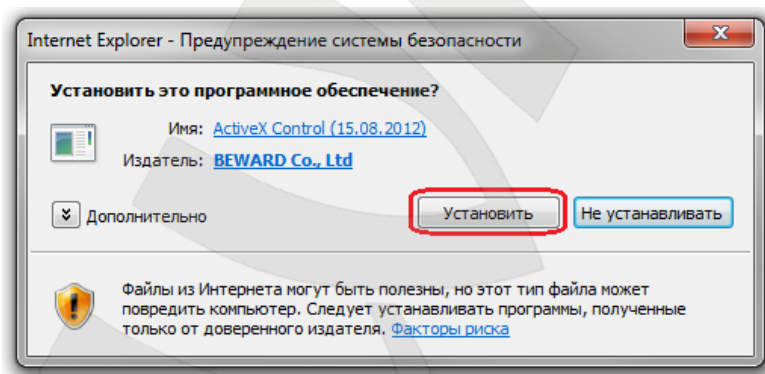 Internet Explorer - Предупреждение системы безопасности
Установить это программное обеспечение?
Имя: ActiveX Control (15.08.2012)
Издатель: BEWARD Co., Ltd
Дополнительно Установить Не устанавливать
Файлы из Интернета могут быть полезны, но этот тип файла может
повредить компьютер. Следует устанавливать программы, полученные
только от доверенного издателя. Факторы риска